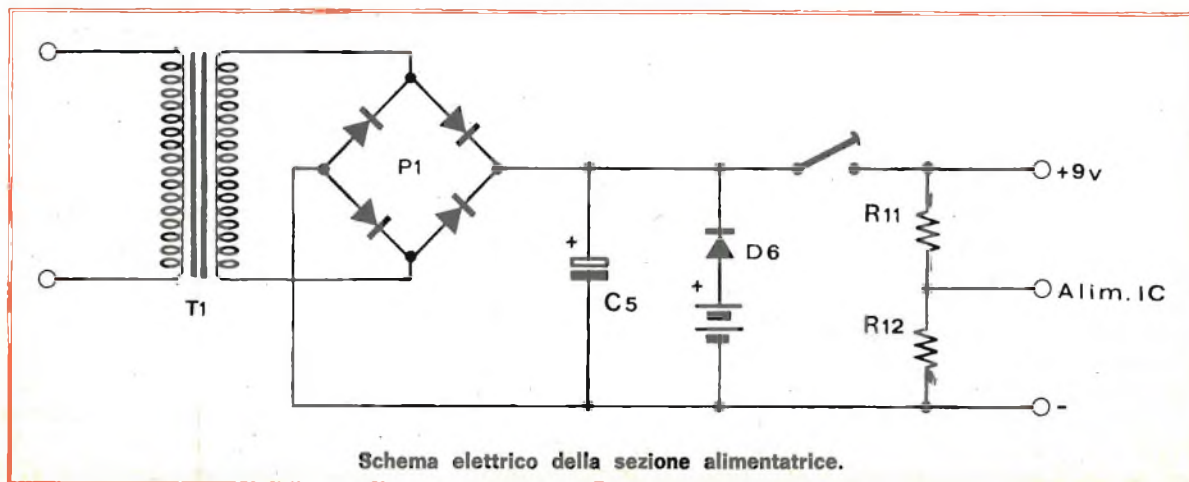 P1
+9v
R11
D6
+
+
C5
Alim. IC
T1
R12
-
Schema elettrico della sezione alimentatrice.